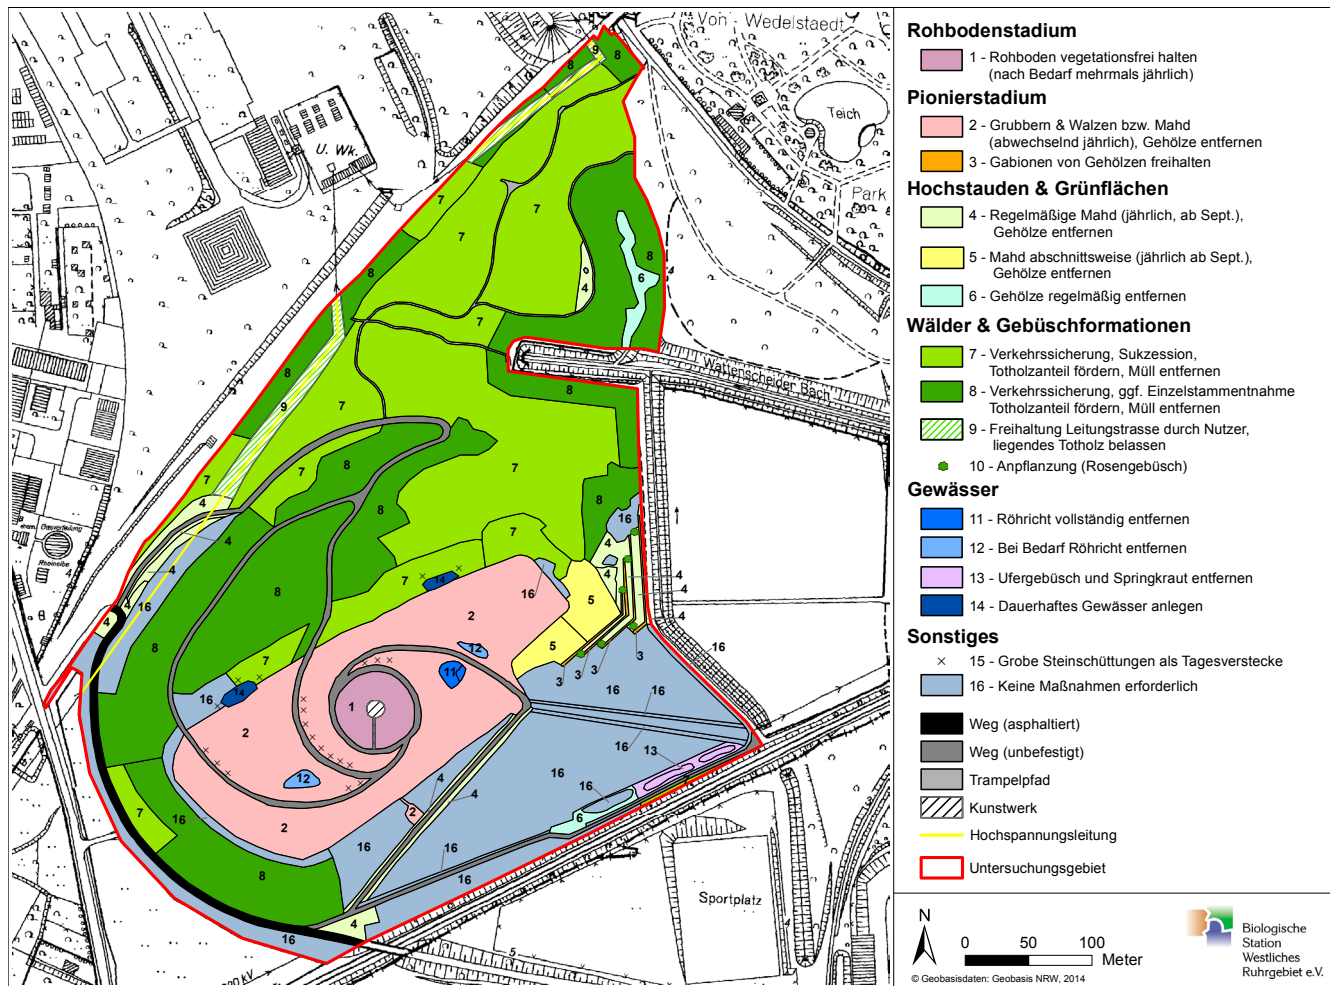 Von - Wedelstaedt
Teich
Park
U. Wk.
Wattenscheider Bach
Gasverteilung
Rheinelbe
Sportplatz
Rohbodenstadium
1 - Rohboden vegetationsfrei halten
(nach Bedarf mehrmals jährlich)
Pionierstadium
2 - Grubbern & Walzen bzw. Mahd
(abwechselnd jährlich), Gehölze entfernen
3 - Gabionen von Gehölzen freihalten
Hochstauden & Grünflächen
4 - Regelmäßige Mahd (jährlich, ab Sept.),
Gehölze entfernen
5 - Mahd abschnittsweise (jährlich ab Sept.),
Gehölze entfernen
6 - Gehölze regelmäßig entfernen
Wälder & Gebüschformationen
7 - Verkehrssicherung, Sukzession,
Totholzanteil fördern, Müll entfernen
8 - Verkehrssicherung, ggf. Einzelstammentnahme
Totholzanteil fördern, Müll entfernen
9 - Freihaltung Leitungstrasse durch Nutzer,
liegendes Totholz belassen
10 - Anpflanzung (Rosengebüsch)
Gewässer
11 - Röhricht vollständig entfernen
12 - Bei Bedarf Röhricht entfernen
13 - Ufergebüsch und Springkraut entfernen
14 - Dauerhaftes Gewässer anlegen
Sonstiges
15 - Grobe Steinschüttungen als Tagesverstecke
16 - Keine Maßnahmen erforderlich
Weg (asphaltiert)
Weg (unbefestigt)
Trampelpfad
Kunstwerk
Hochspannungsleitung
Untersuchungsgebiet
N
0 50 100
Meter
© Geobasisdaten: Geobasis NRW, 2014
Biologische
Station
Westliches
Ruhrgebiet e.V.